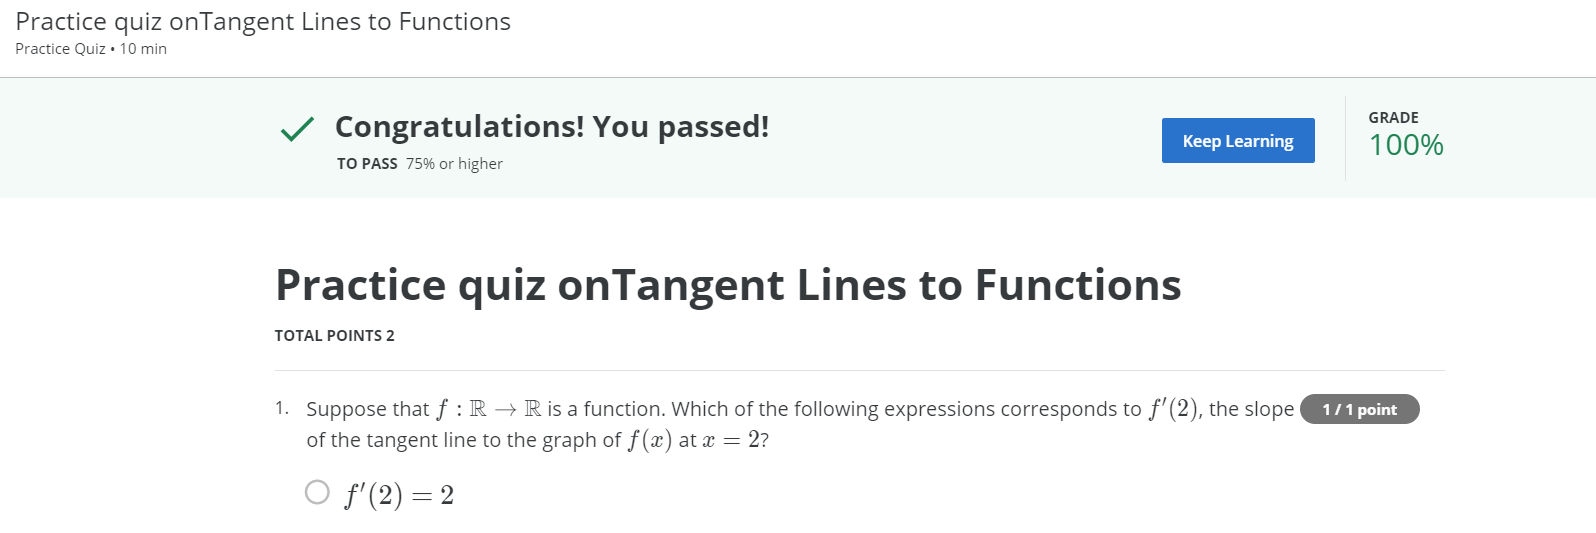 Practice quiz onTangent Lines to Functions
Practice Quiz • 10 min
Congratulations! You passed!
TO PASS 75% or higher
Keep Learning
GRADE
100%
Practice quiz onTangent Lines to Functions
TOTAL POINTS 2
1. Suppose that f : ℝ → ℝ is a function. Which of the following expressions corresponds to f′(2), the slope
1 / 1 point
of the tangent line to the graph of f(x) at x = 2?
f′(2) = 2